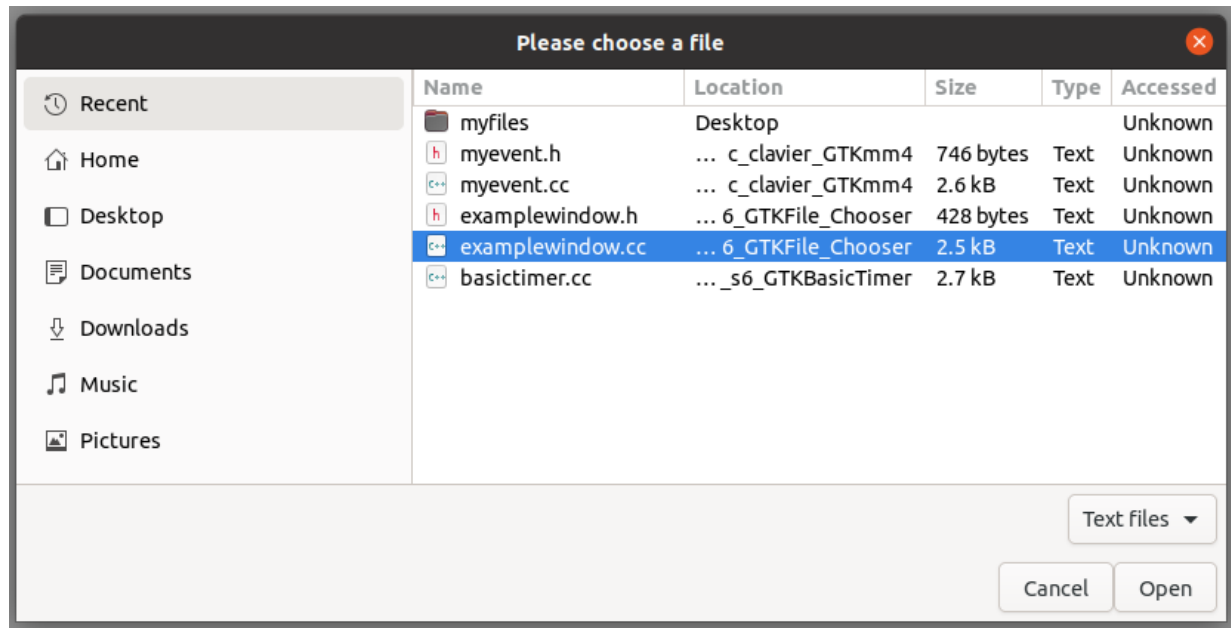 Please choose a file
Recent
Home
Desktop
Documents
Downloads
Music
Pictures
Name Location Size Type Accessed
myfiles Desktop Unknown
h myevent.h ... c_clavier_GTKmm4 746 bytes Text Unknown
C++ myevent.cc ... c_clavier_GTKmm4 2.6 kB Text Unknown
h examplewindow.h ... 6_GTKFile_Chooser 428 bytes Text Unknown
C++ examplewindow.cc ... 6_GTKFile_Chooser 2.5 kB Text Unknown
C++ basictimer.cc ... _s6_GTKBasicTimer 2.7 kB Text Unknown
Text files
Cancel Open